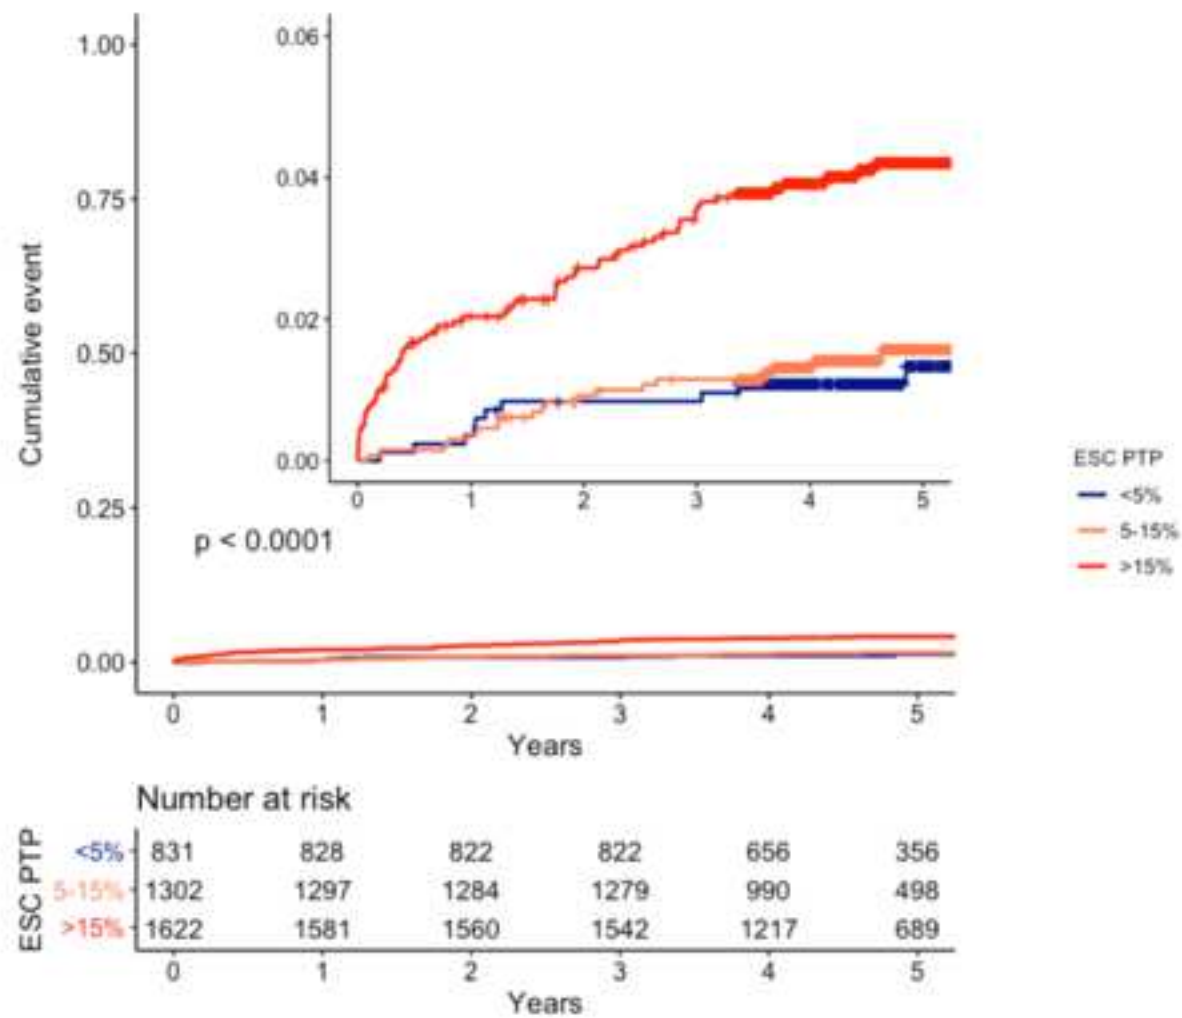 Cumulative event
1.00
0.75
0.50
0.25
0.00
0.06
0.04
0.02
0.00
0 1 2 3 4 5
p < 0.0001
0 1 2 3 4 5
Years
ESC PTP
<5%
5-15%
>15%
Number at risk
ESC PTP
<5% 831 828 822 822 656 356
5-15% 1302 1297 1284 1279 990 498
>15% 1622 1581 1560 1542 1217 689
0 1 2 3 4 5
Years